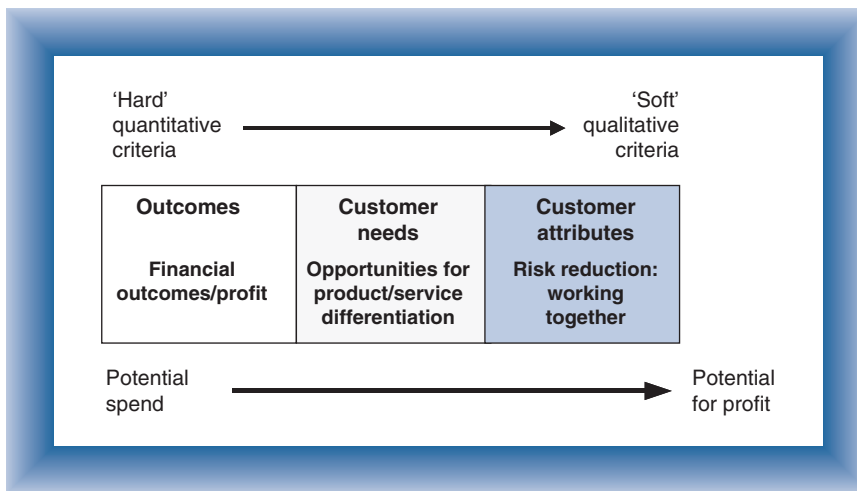 ‘Hard’
quantitative
criteria
‘Soft’
qualitative
criteria
Outcomes
Financial
outcomes/profit
Customer
needs
Opportunities for
product/service
differentiation
Customer
attributes
Risk reduction:
working
together
Potential
spend
Potential
for profit